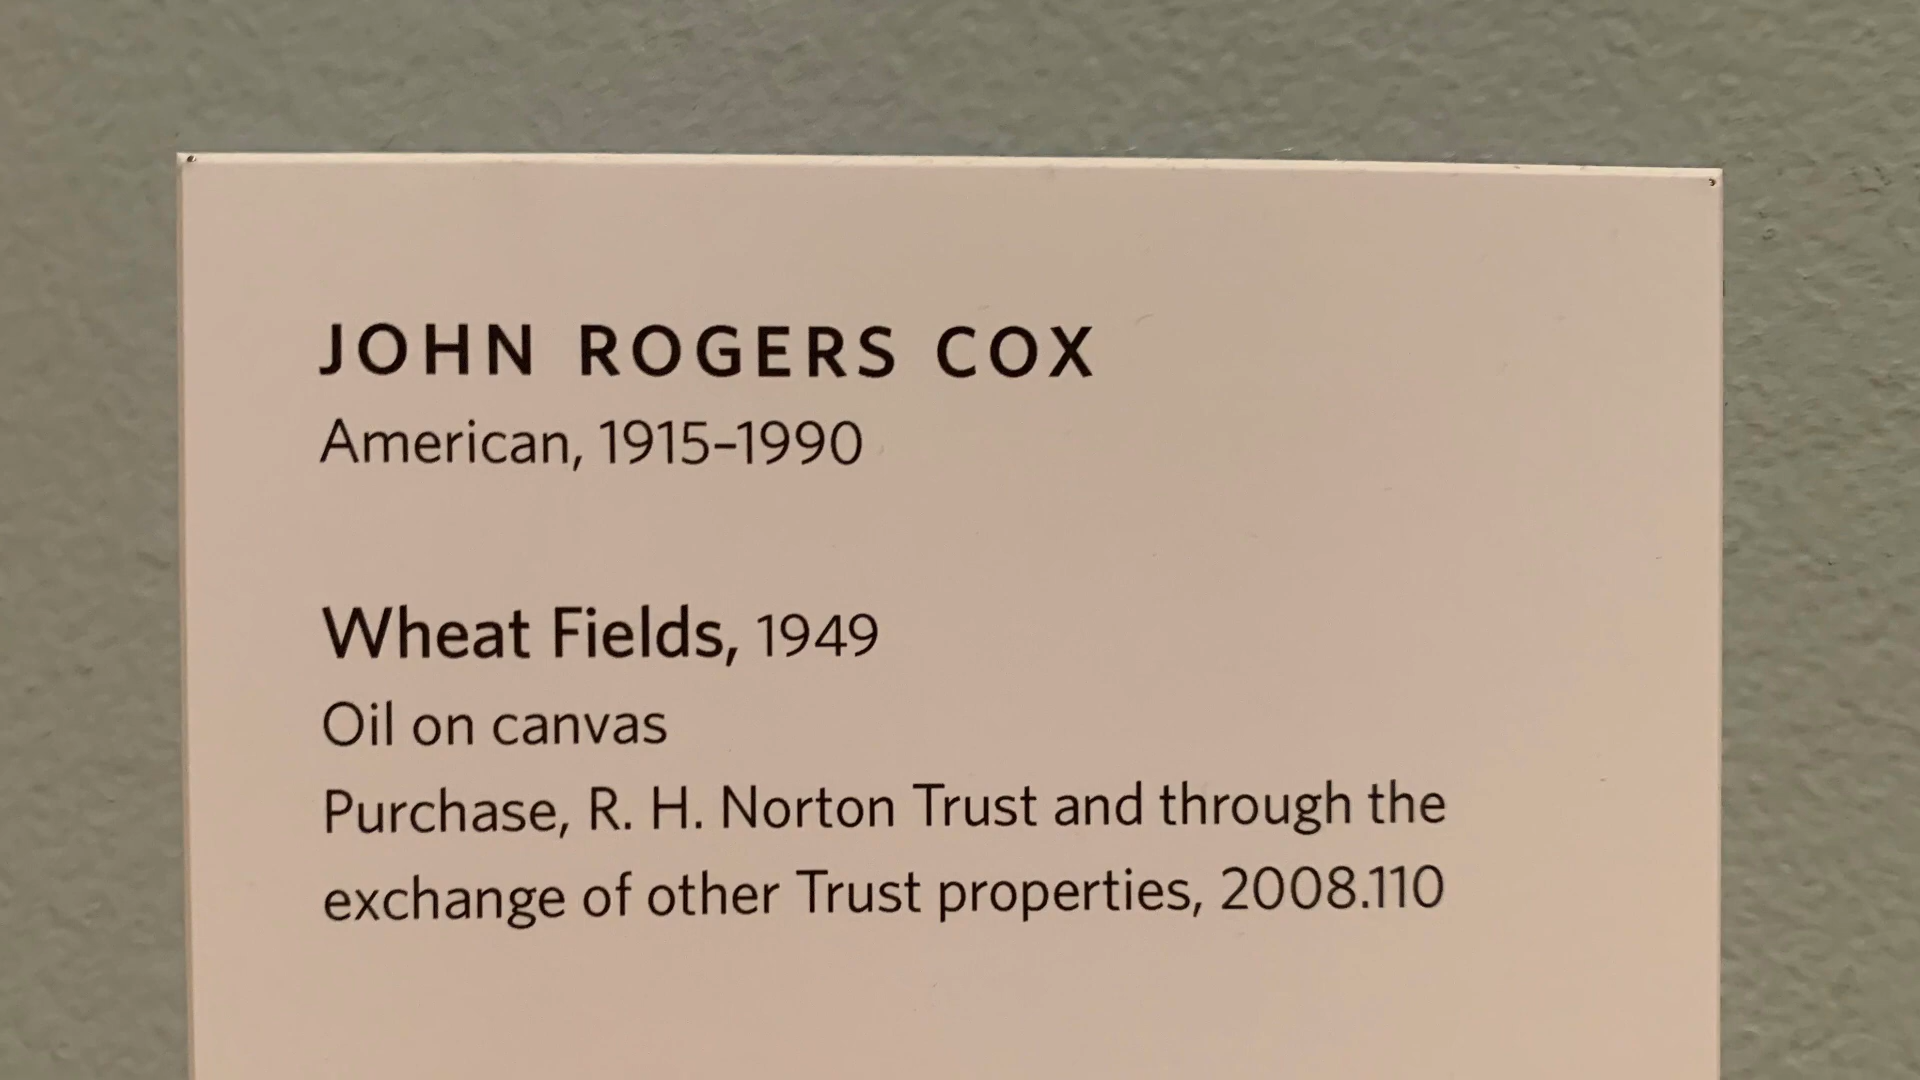 JOHN ROGERS COX
American, 1915–1990
Wheat Fields, 1949
Oil on canvas
Purchase, R. H. Norton Trust and through the
exchange of other Trust properties, 2008.110